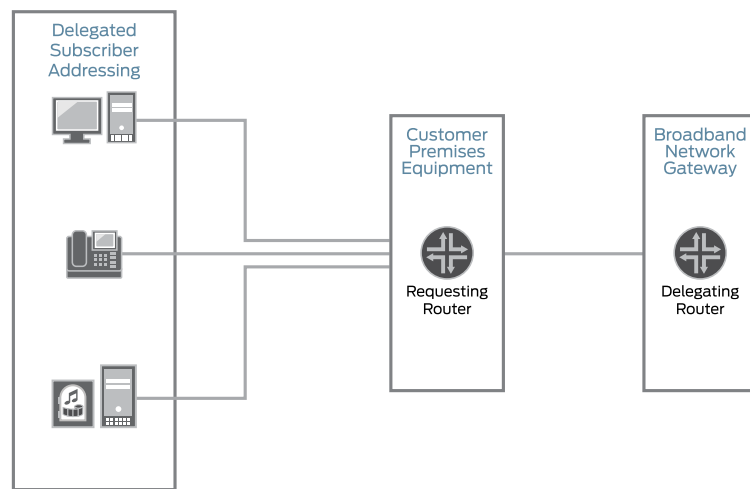 Delegated
Subscriber
Addressing
Customer
Premises
Equipment
Requesting
Router
Broadband
Network
Gateway
Delegating
Router